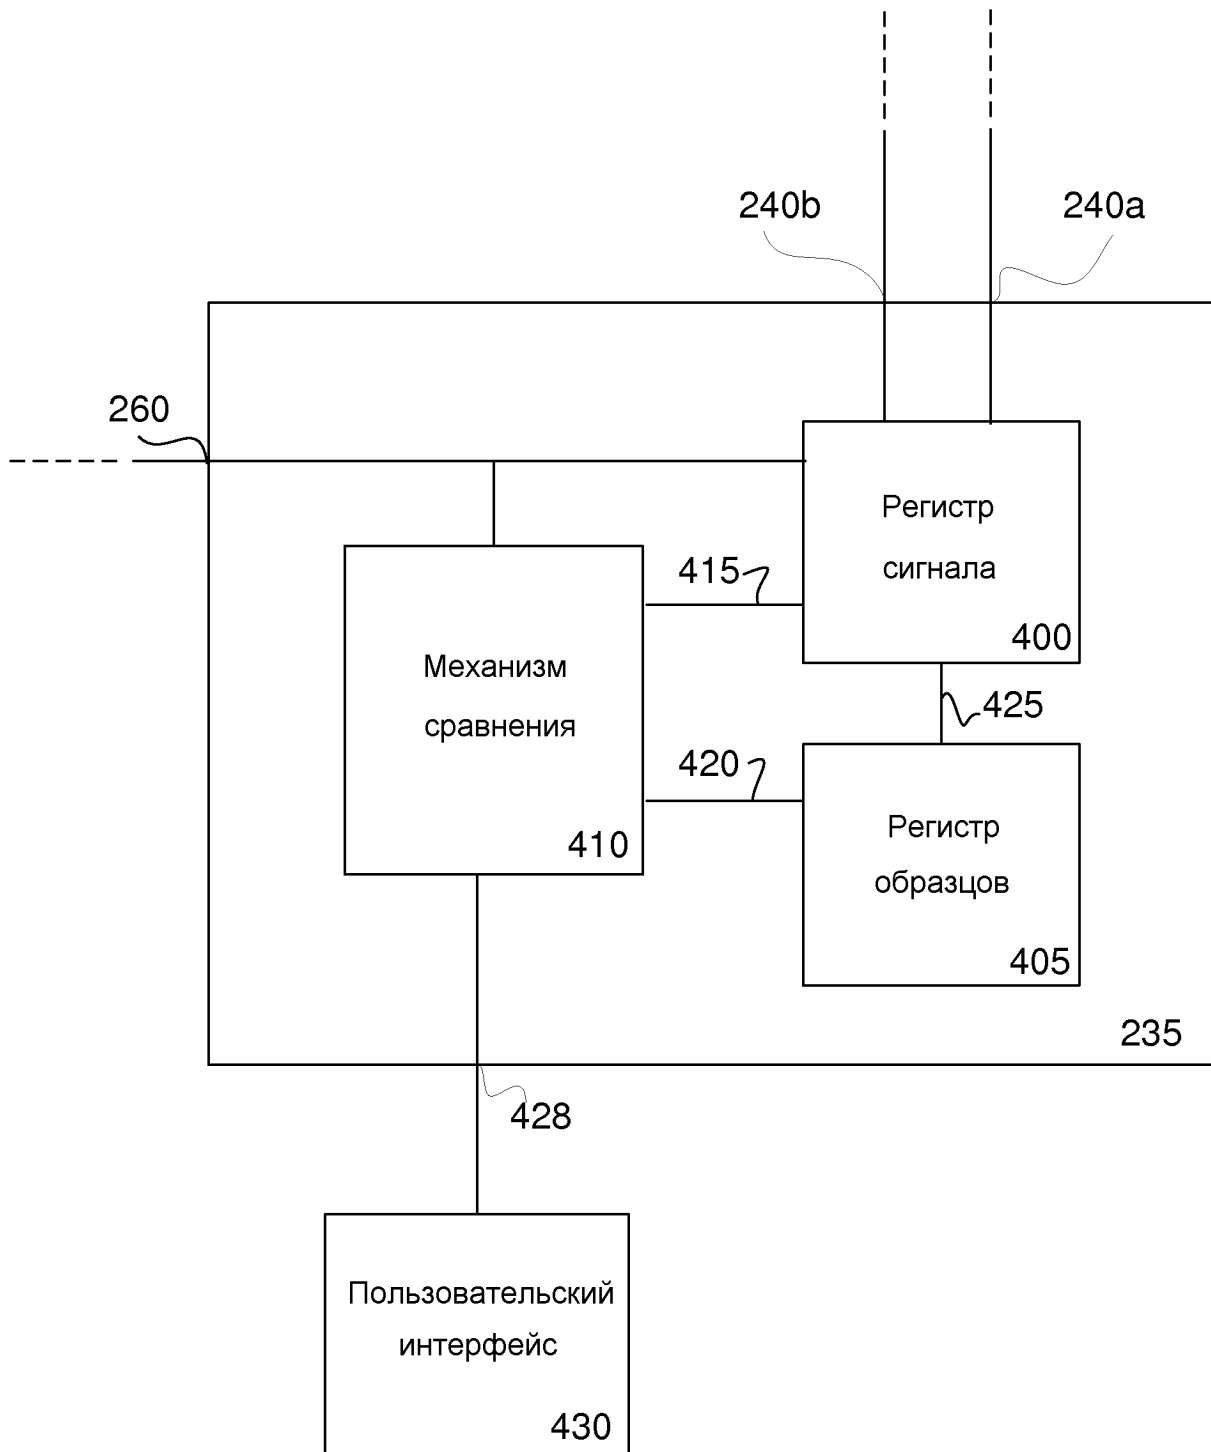 240b
240a
260
Регистр
сигнала
400
415
Механизм
сравнения
410
425
420
Регистр
образцов
405
235
428
Пользовательский
интерфейс
430